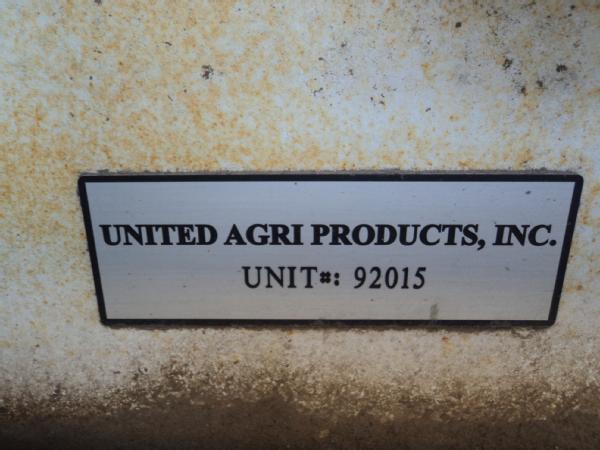 UNITED AGRI PRODUCTS, INC.
UNIT#: 92015